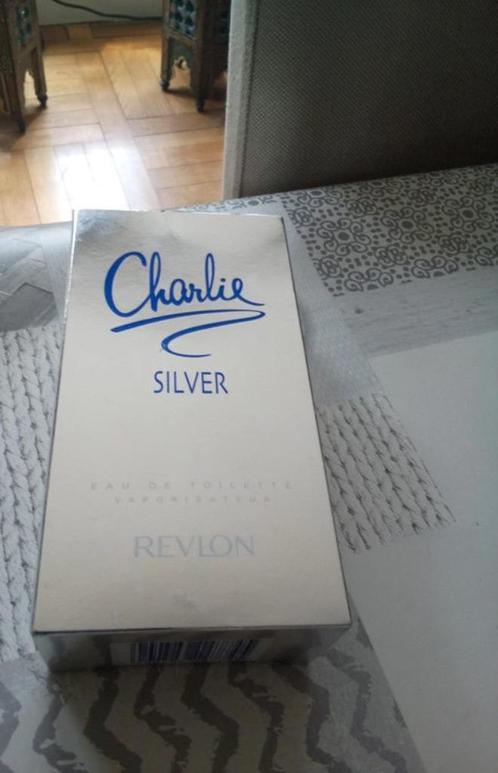 Charlie
SILVER
EAU DE TOILETTE
VAPORISATEUR
REVLON